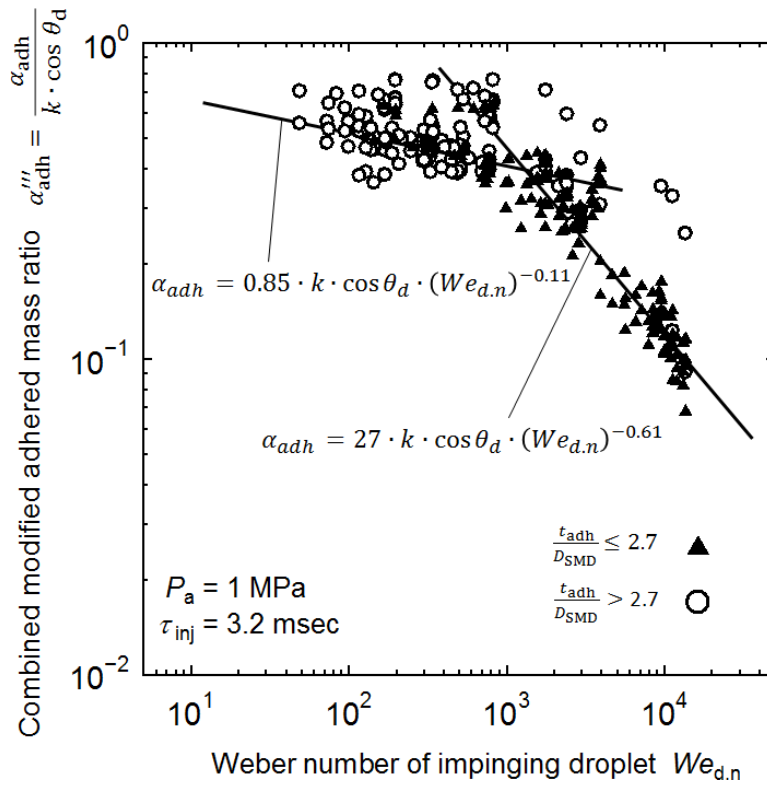 Combined modified adhered mass ratio α‴adh = αadh / k · cos θd
10⁰
10⁻¹
10⁻²
αadh = 0.85 · k · cos θd · (Wed.n)⁻⁰·¹¹
αadh = 27 · k · cos θd · (Wed.n)⁻⁰·⁶¹
tadh/DSMD ≤ 2.7
tadh/DSMD > 2.7
Pa = 1 MPa
τinj = 3.2 msec
10¹ 10² 10³ 10⁴
Weber number of impinging droplet Wed.n